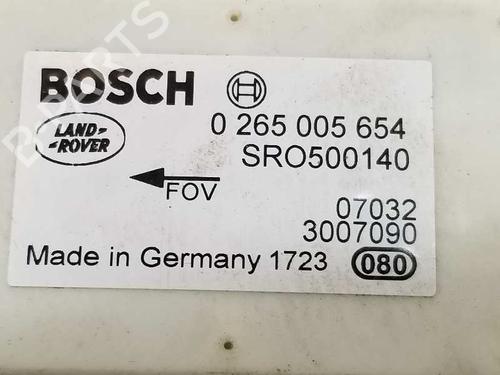 BOSCH
0 265 005 654
LAND-
-ROVER
SRO500140
FOV
07032
3007090
Made in Germany 1723
080